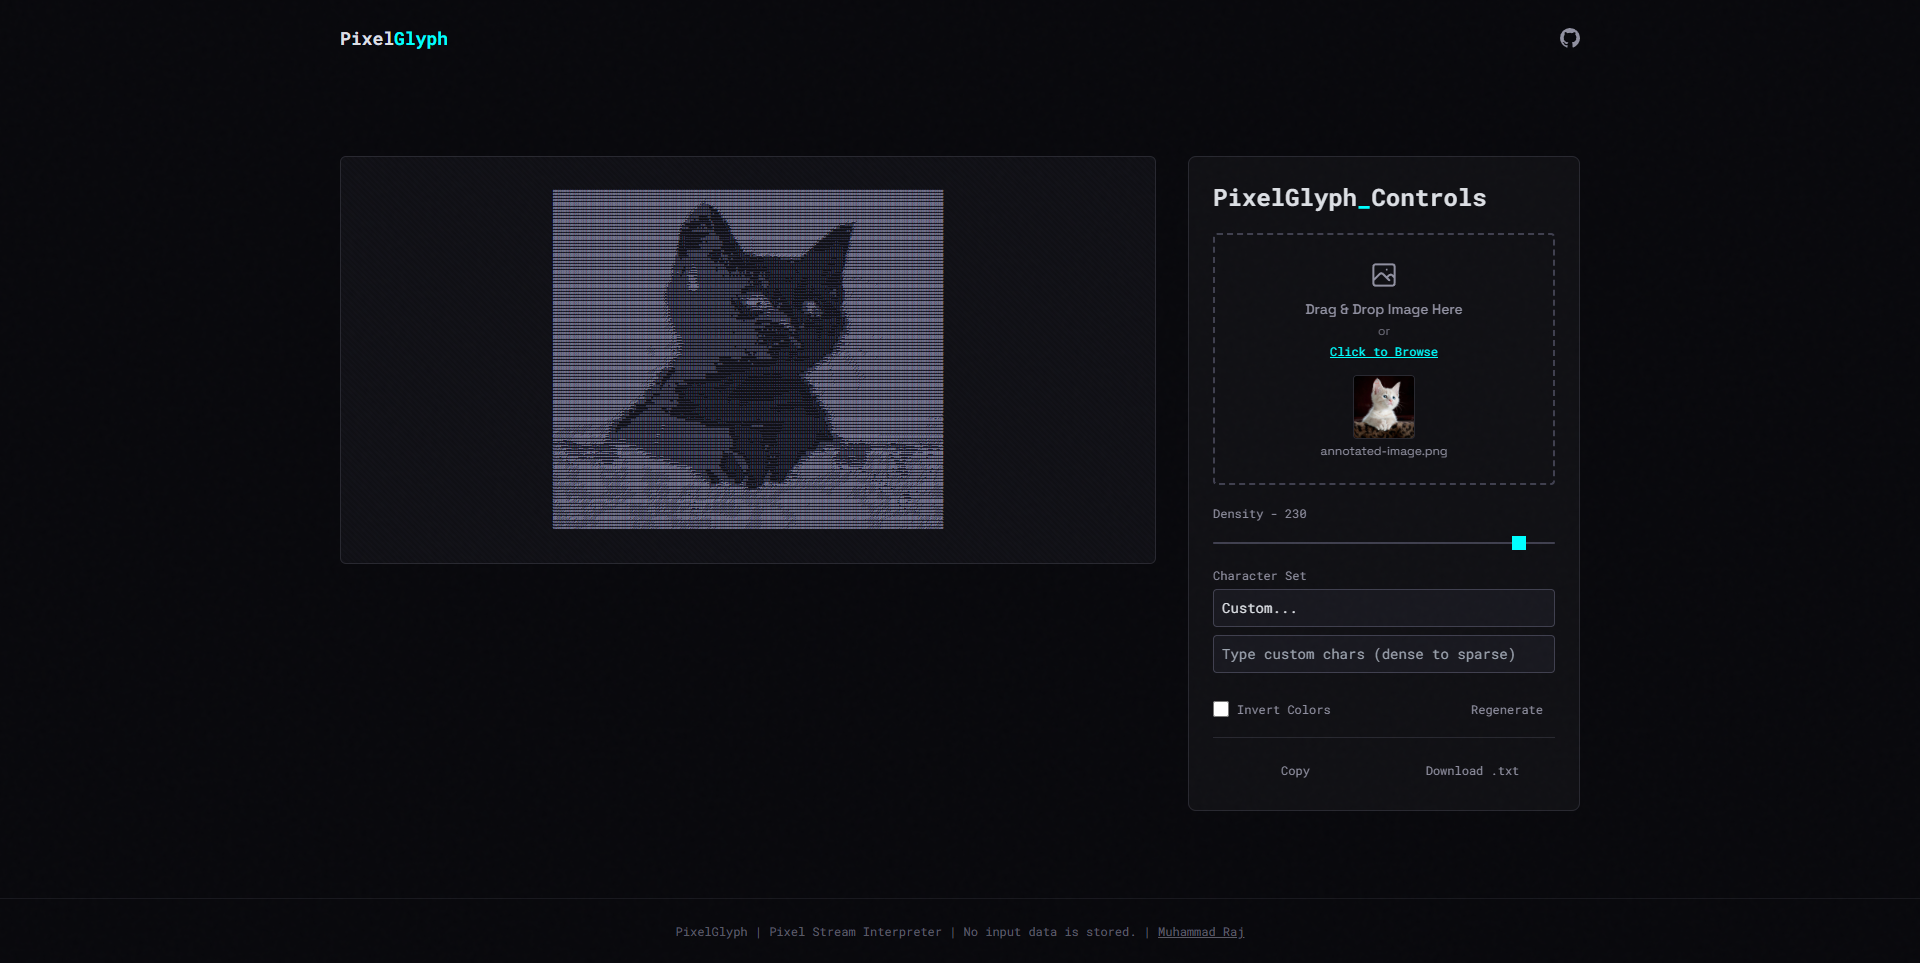 PixelGlyph
PixelGlyph_Controls
Drag & Drop Image Here
or
Click to Browse
annotated-image.png
Density - 230
Character Set
Custom...
Type custom chars (dense to sparse)
Invert Colors
Regenerate
Copy
Download .txt
PixelGlyph | Pixel Stream Interpreter | No input data is stored. | Muhammad Raj